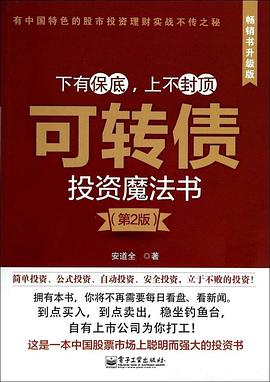 有中国特色的股市投资理财实战不传之秘
畅销书升级版
下有保底，上不封顶
可转债
投资魔法书
（第2版）
安道全 著
简单投资、公式投资、自动投资、安全投资，立于不败的投资！
拥有本书，你将不再需要每日看盘、看新闻。
到点买入，到点卖出，稳坐钓鱼台，
自有上市公司为你打工！
这是一本中国股票市场上聪明而强大的投资书
电子工业出版社